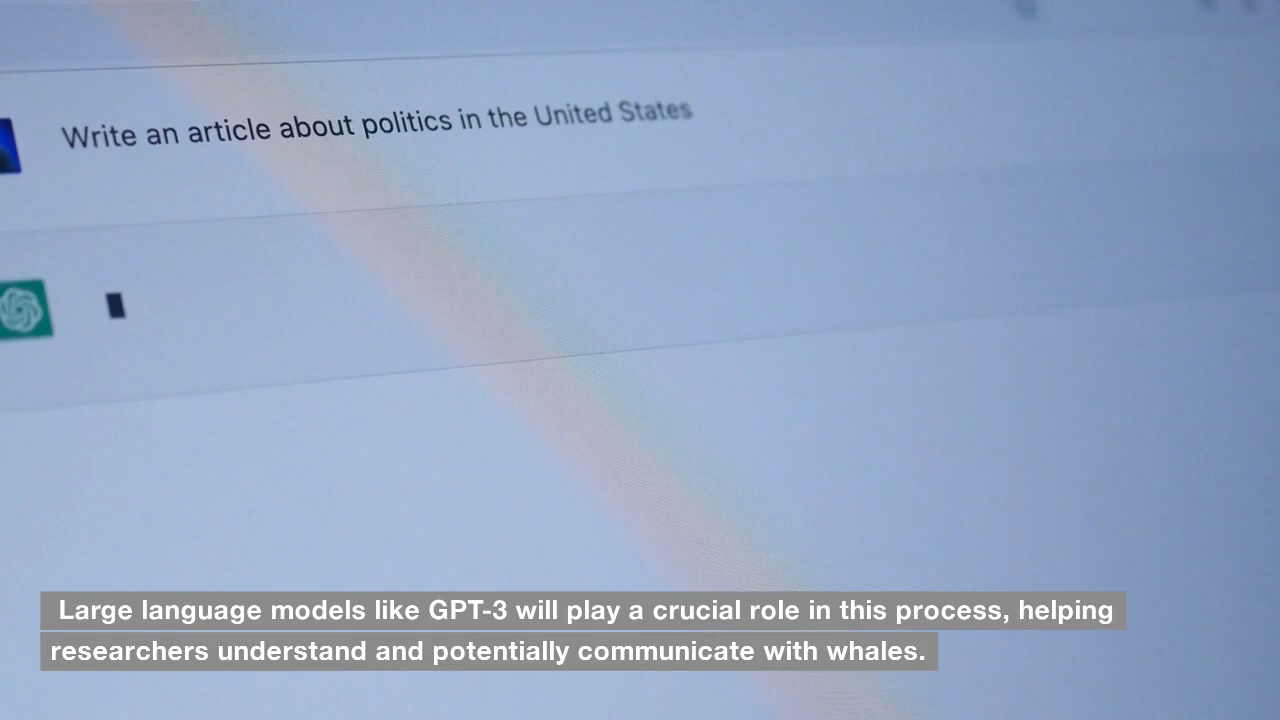 Write an article about politics in the United States
Large language models like GPT-3 will play a crucial role in this process, helping
researchers understand and potentially communicate with whales.